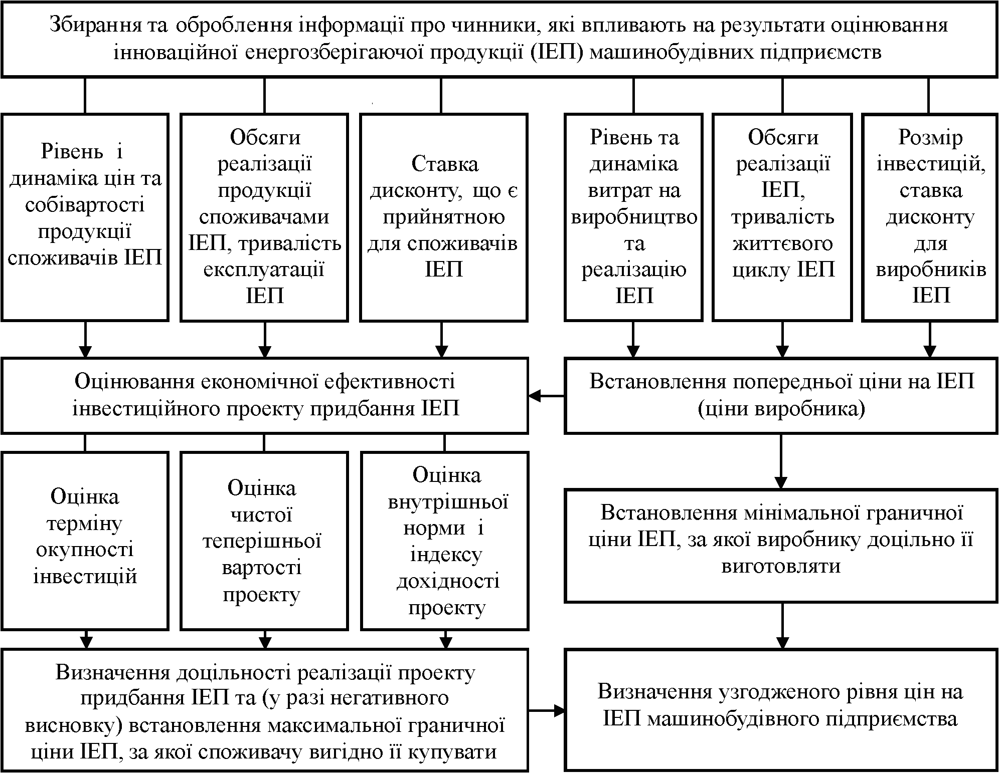 Збирання та оброблення інформації про чинники, які впливають на результати оцінювання
інноваційної енергозберігаючої продукції (ІЕП) машинобудівних підприємств
Рівень і
динаміка цін та
собівартості
продукції
споживачів ІЕП
Обсяги
реалізації
продукції
споживачами
ІЕП, тривалість
експлуатації
ІЕП
Ставка
дисконту, що є
прийнятною
для споживачів
ІЕП
Рівень та
динаміка
витрат на
виробництво
та
реалізацію
ІЕП
Обсяги
реалізації
ІЕП,
тривалість
життєвого
циклу ІЕП
Розмір
інвестицій,
ставка
дисконту
для
виробників
ІЕП
Оцінювання економічної ефективності
інвестиційного проекту придбання ІЕП
Встановлення попередньої ціни на ІЕП
(ціни виробника)
Оцінка
терміну
окупності
інвестицій
Оцінка
чистої
теперішньої
вартості
проекту
Оцінка
внутрішньої
норми і
індексу
дохідності
проекту
Встановлення мінімальної граничної
ціни ІЕП, за якої виробнику доцільно її
виготовляти
Визначення доцільності реалізації проекту
придбання ІЕП та (у разі негативного
висновку) встановлення максимальної граничної
ціни ІЕП, за якої споживачу вигідно її купувати
Визначення узгодженого рівня цін на
ІЕП машинобудівного підприємства